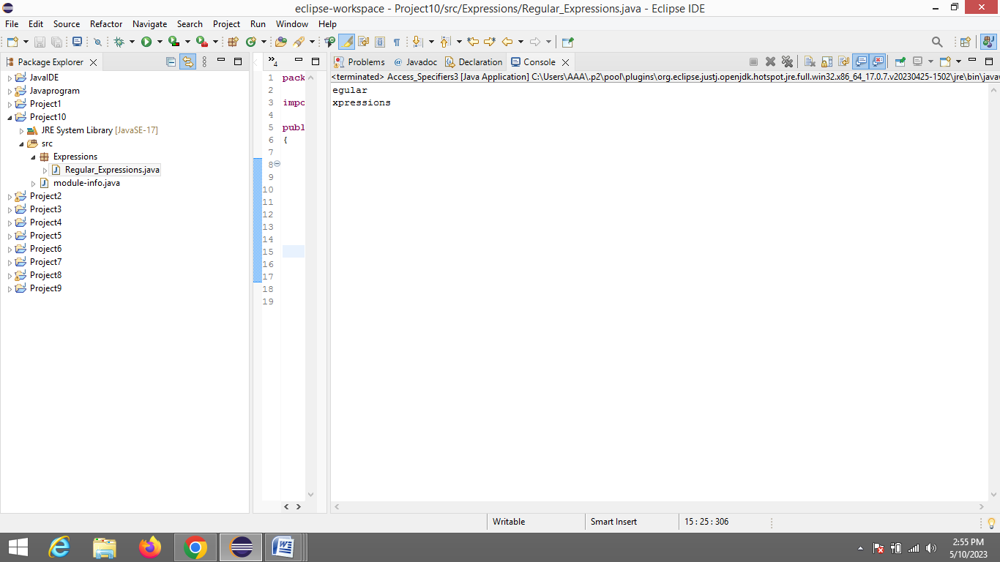 eclipse-workspace - Project10/src/Expressions/Regular_Expressions.java - Eclipse IDE
File Edit Source Refactor Navigate Search Project Run Window Help
Package Explorer
JavaIDE
Javaprogram
Project1
Project10
JRE System Library [JavaSE-17]
src
Expressions
Regular_Expressions.java
module-info.java
Project2
Project3
Project4
Project5
Project6
Project7
Project8
Project9
»4
1 pack
2
3 impo
4
5 publ
6 {
7
8
9
10
11
12
13
14
15
16
17
18
19
Problems @ Javadoc Declaration Console
<terminated> Access_Specifiers3 [Java Application] C:\Users\AAA\.p2\pool\plugins\org.eclipse.justj.openjdk.hotspot.jre.full.win32.x86_64_17.0.7.v20230425-1502\jre\bin\javaw
egular
xpressions
Writable Smart Insert 15 : 25 : 306
2:55 PM
5/10/2023